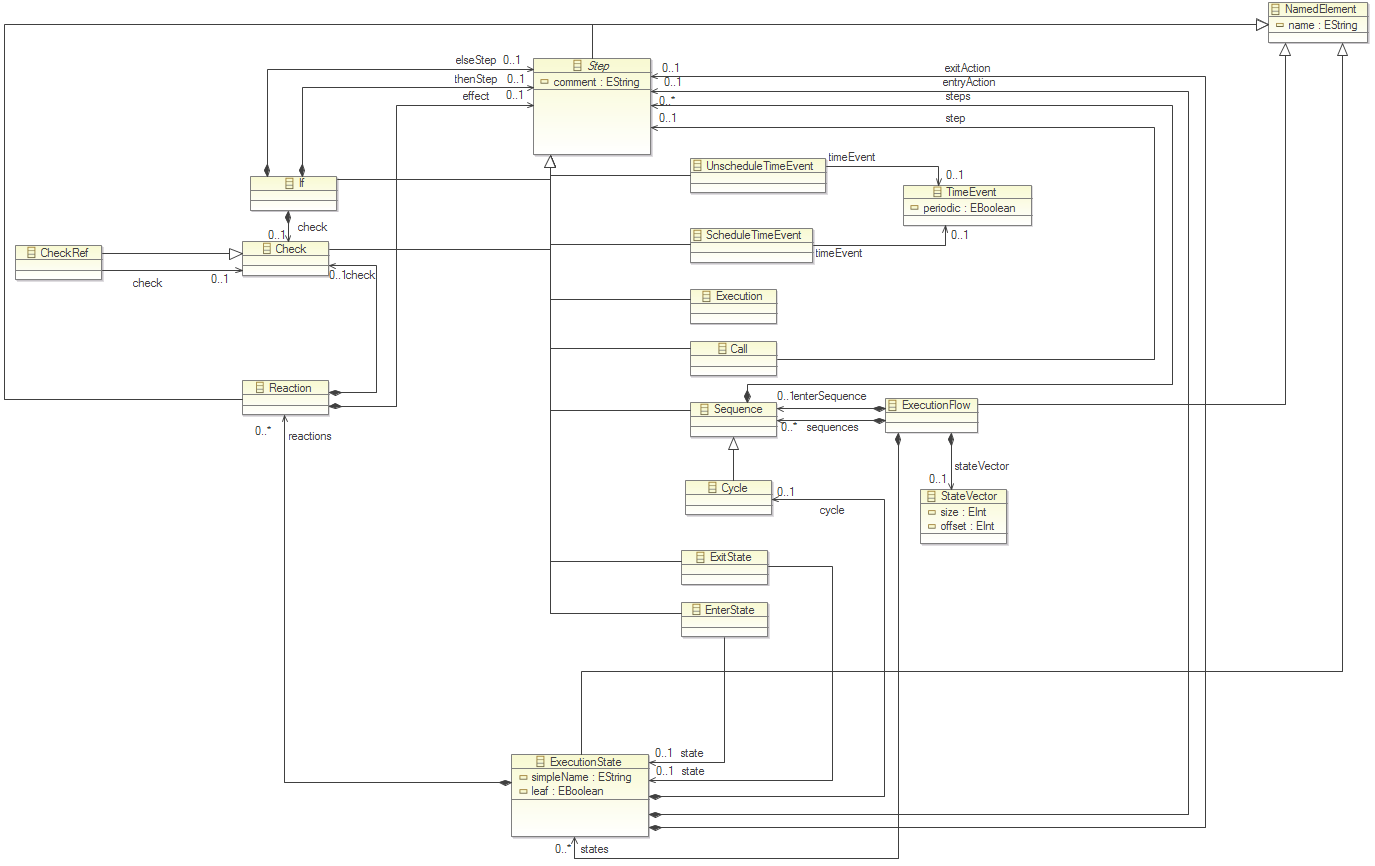 NamedElement
name : EString
elseStep 0..1
thenStep 0..1
effect 0..1
Step
comment : EString
0..1 exitAction
0..1 entryAction
0..* steps
0..1 step
UnscheduleTimeEvent
timeEvent
0..1
TimeEvent
periodic : EBoolean
ScheduleTimeEvent
timeEvent
0..1
If
check
0..1
Check
CheckRef
check
0..1
0..1check
Execution
Call
Reaction
0..*
reactions
Sequence
0..1enterSequence
0..* sequences
ExecutionFlow
stateVector
0..1
StateVector
size : EInt
offset : EInt
Cycle
0..1
cycle
ExitState
EnterState
0..1 state
0..1 state
ExecutionState
simpleName : EString
leaf : EBoolean
0..* states